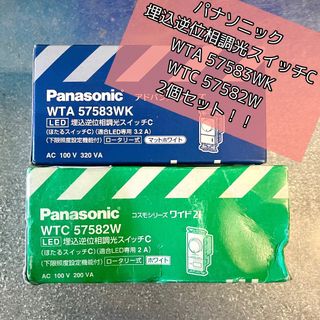 パナソニック
埋込逆位相調光スイッチC
WTA 57583WK
WTC 57582W
2個セット！！
Panasonic
アドバン
WTA 57583WK
LED 埋込逆位相調光スイッチC
(ほたるスイッチC) (適合LED専用 3.2 A)
(下限照度設定機能付) ロータリー式 マットホワイト
AC 100 V 320 VA
Panasonic
コスモシリーズ ワイド21
WTC 57582W
LED 埋込逆位相調光スイッチC
(ほたるスイッチC) (適合LED専用 2 A)
(下限照度設定機能付) ロータリー式 ホワイト
AC 100 V 200 VA